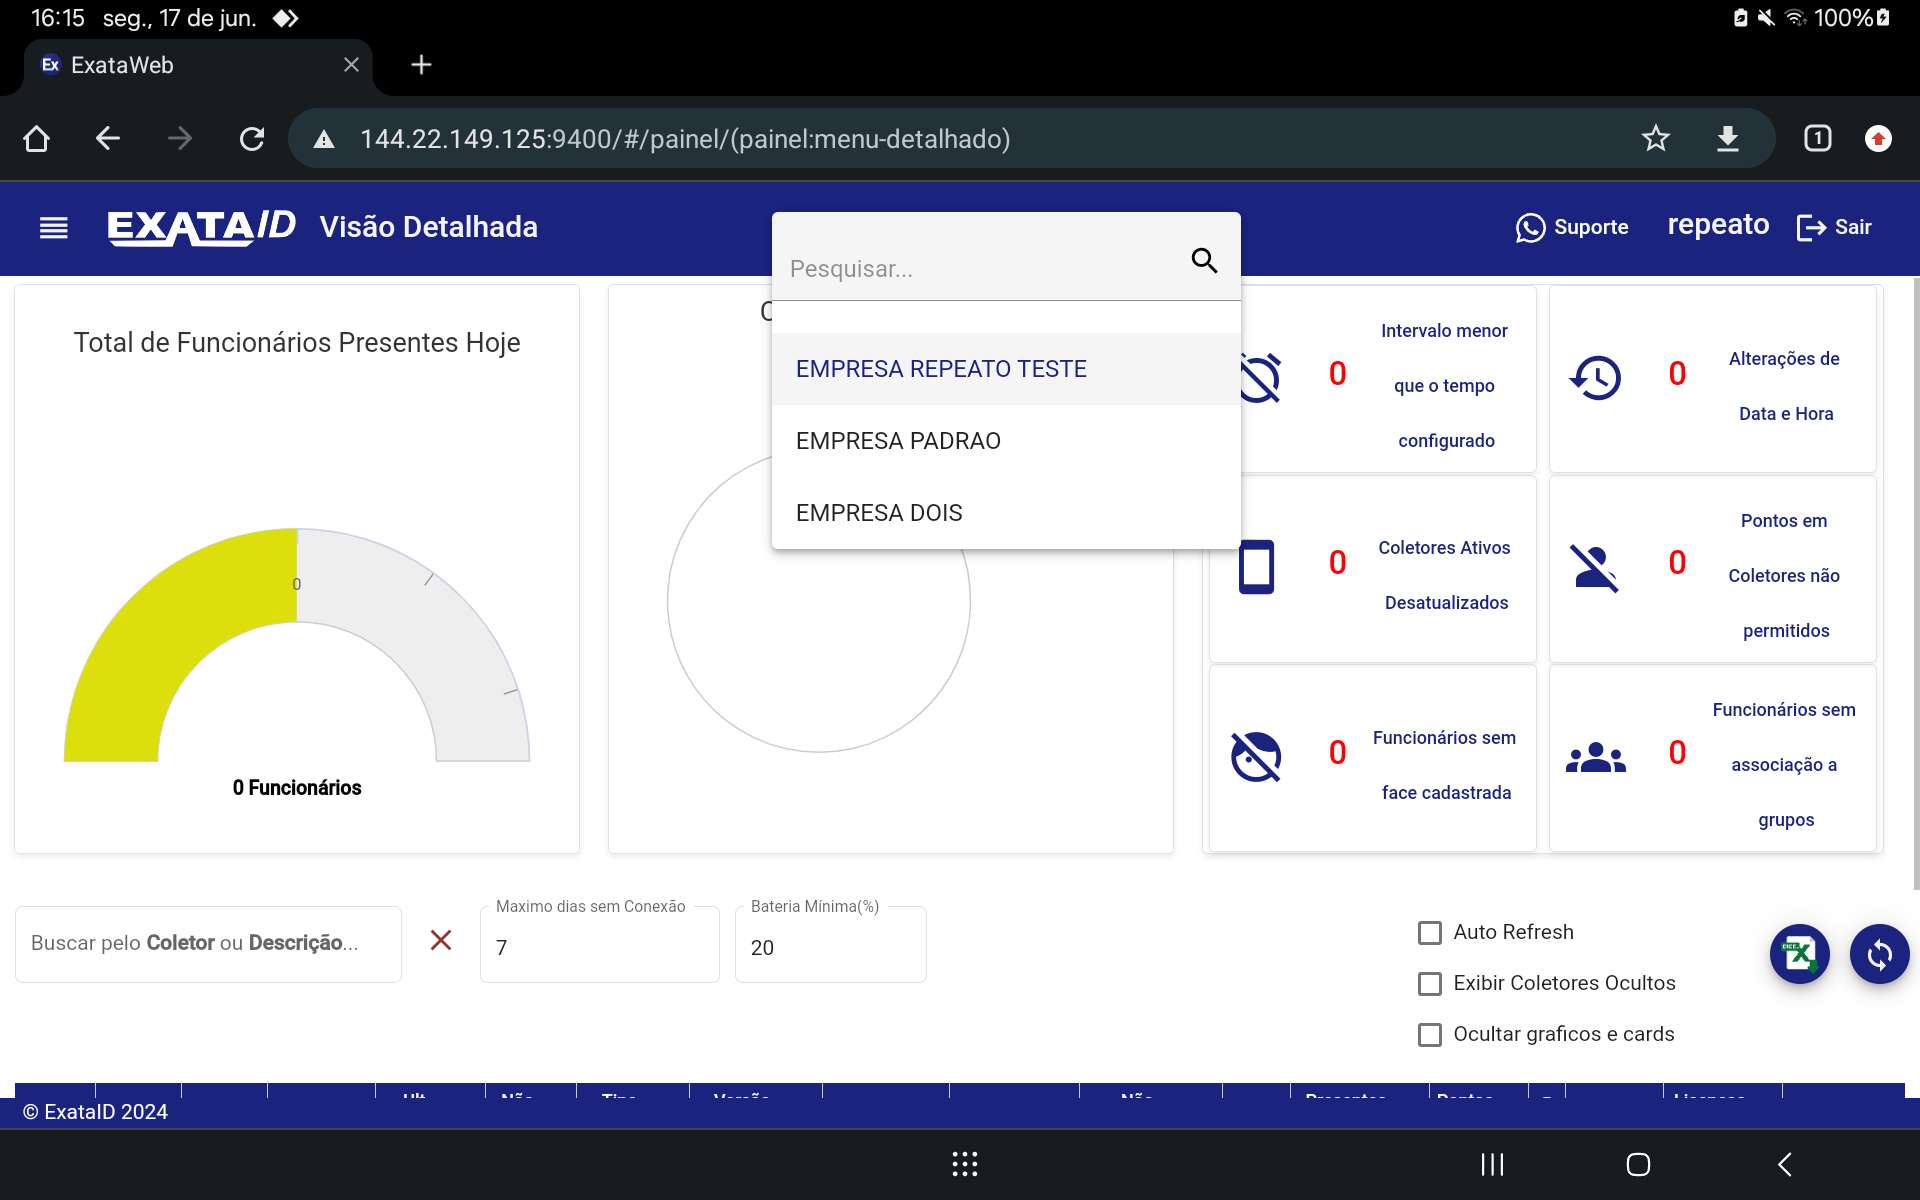 16:15 seg., 17 de jun.
100%
Ex ExataWeb
144.22.149.125:9400/#/painel/(painel:menu-detalhado)
1
EXATA ID Visão Detalhada
Suporte
repeato
Sair
Pesquisar...
EMPRESA REPEATO TESTE
EMPRESA PADRAO
EMPRESA DOIS
Total de Funcionários Presentes Hoje
0
0 Funcionários
0
Intervalo menor
que o tempo
configurado
0
Alterações de
Data e Hora
0
Coletores Ativos
Desatualizados
0
Pontos em
Coletores não
permitidos
0
Funcionários sem
face cadastrada
0
Funcionários sem
associação a
grupos
Buscar pelo Coletor ou Descrição...
Maximo dias sem Conexão
7
Bateria Mínima(%)
20
Auto Refresh
Exibir Coletores Ocultos
Ocultar graficos e cards
© ExataID 2024